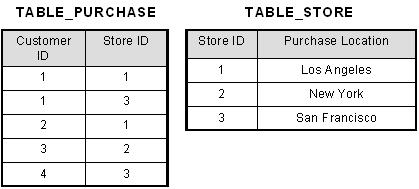 TABLE_PURCHASE
Customer ID Store ID
1 1
1 3
2 1
3 2
4 3
TABLE_STORE
Store ID Purchase Location
1 Los Angeles
2 New York
3 San Francisco